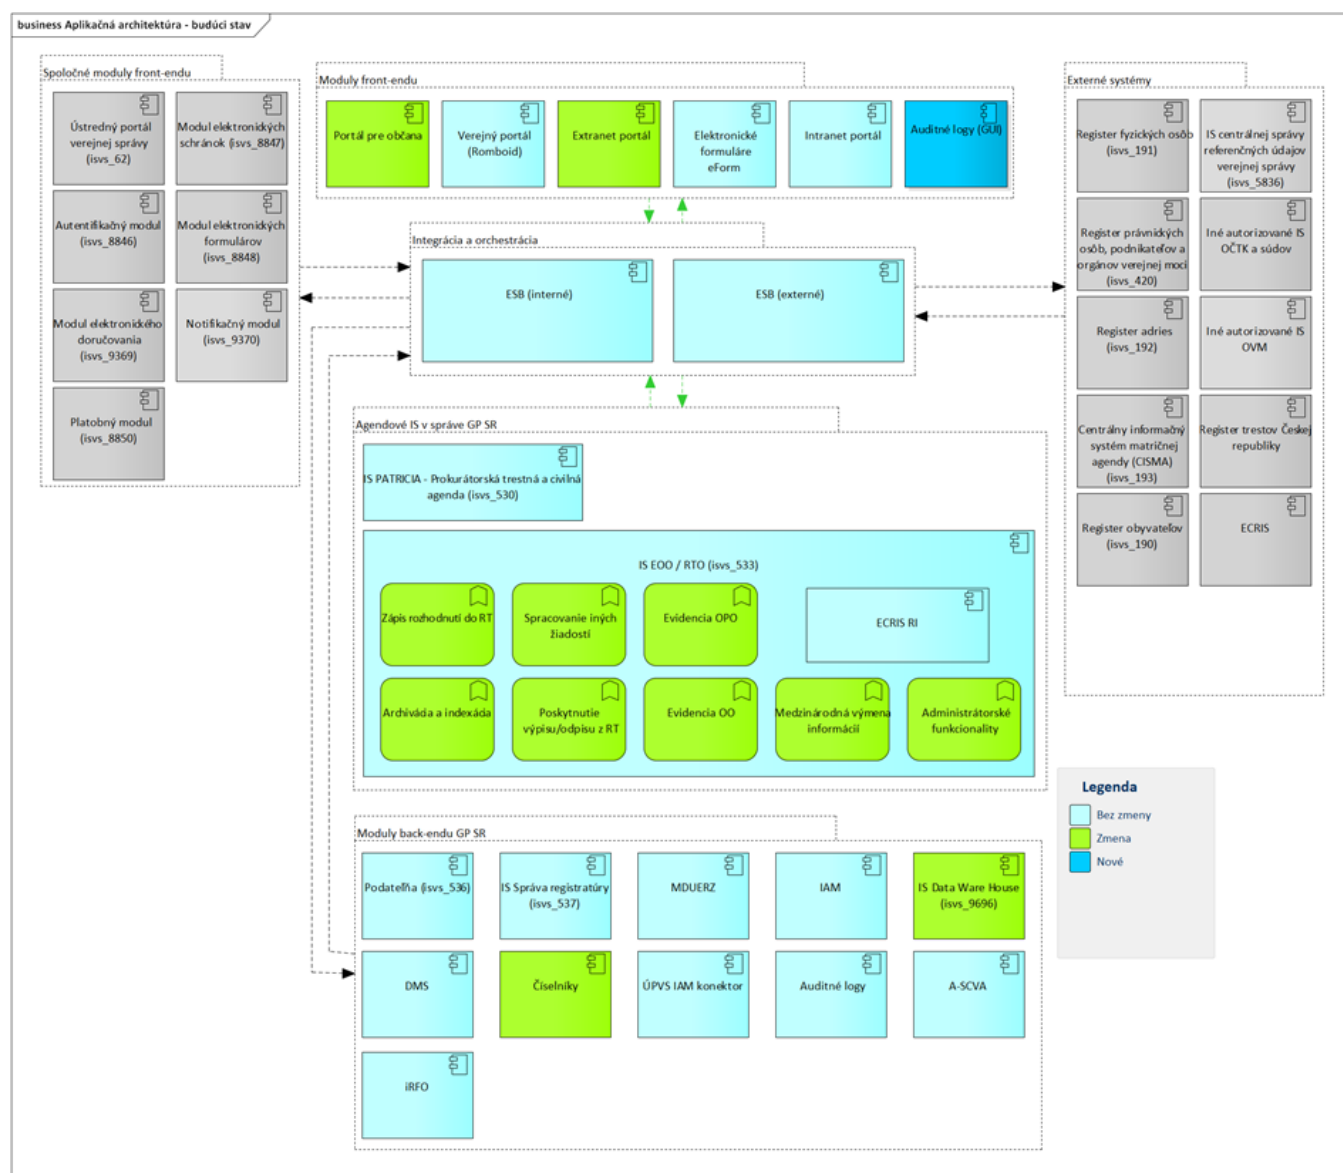 business Aplikačná architektúra - budúci stav
Spoločné moduly front-endu
Ústredný portál
verejnej správy
(isvs_62)
Modul elektronických
schránok (isvs_8847)
Autentifikačný modul
(isvs_8846)
Modul elektronických
formulárov
(isvs_8848)
Modul elektronického
doručovania
(isvs_9369)
Notifikačný modul
(isvs_9370)
Platobný modul
(isvs_8850)
Moduly front-endu
Portál pre občana
Verejný portál
(Romboid)
Extranet portál
Elektronické
formuláre
eForm
Intranet portál
Auditné logy (GUI)
Externé systémy
Register fyzických osôb
(isvs_191)
IS centrálnej správy
referenčných údajov
verejnej správy
(isvs_5836)
Register právnických
osôb, podnikateľov a
orgánov verejnej moci
(isvs_420)
Iné autorizované IS
OČTK a súdov
Register adries
(isvs_192)
Iné autorizované IS
OVM
Centrálny informačný
systém matričnej
agendy (CISMA)
(isvs_193)
Register trestov Českej
republiky
Register obyvateľov
(isvs_190)
ECRIS
Integrácia a orchestrácia
ESB (interné)
ESB (externé)
Agendové IS v správe GP SR
IS PATRICIA - Prokurátorská trestná a civilná
agenda (isvs_530)
IS EOO / RTO (isvs_533)
Zápis rozhodnutí do RT
Spracovanie iných
žiadostí
Evidencia OPO
ECRIS RI
Archivácia a indexácia
Poskytnutie
výpisu/odpisu z RT
Evidencia OO
Medzinárodná výmena
informácií
Administrátorské
funkcionality
Moduly back-endu GP SR
Podateľňa (isvs_536)
IS Správa registratúry
(isvs_537)
MDUERZ
IAM
IS Data Ware House
(isvs_9696)
DMS
Číselníky
ÚPVS IAM konektor
Auditné logy
A-SCVA
iRFO
Legenda
Bez zmeny
Zmena
Nové